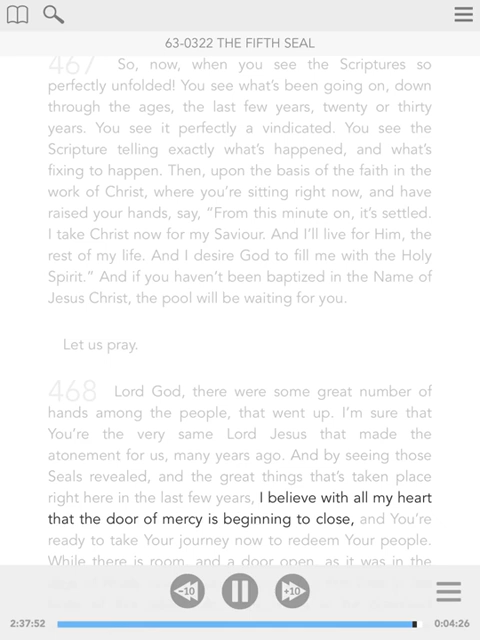 63-0322 THE FIFTH SEAL
467 So, now, when you see the Scriptures so
perfectly unfolded! You see what's been going on, down
through the ages, the last few years, twenty or thirty
years. You see it perfectly a vindicated. You see the
Scripture telling exactly what's happened, and what's
fixing to happen. Then, upon the basis of the faith in the
work of Christ, where you're sitting right now, and have
raised your hands, say, "From this minute on, it's settled.
I take Christ now for my Saviour. And I'll live for Him, the
rest of my life. And I desire God to fill me with the Holy
Spirit." And if you haven't been baptized in the Name of
Jesus Christ, the pool will be waiting for you.
Let us pray.
468 Lord God, there were some great number of
hands among the people, that went up. I'm sure that
You're the very same Lord Jesus that made the
atonement for us, many years ago. And by seeing those
Seals revealed, and the great things that's taken place
right here in the last few years, I believe with all my heart
that the door of mercy is beginning to close, and You're
ready to take Your journey now to redeem Your people.
While there is room, and a door open, as it was in the
-10 +10
2:37:52 0:04:26